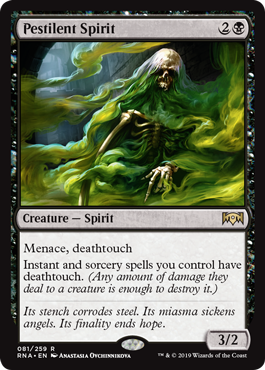 Pestilent Spirit 2
Creature — Spirit
Menace, deathtouch
Instant and sorcery spells you control have
deathtouch. (Any amount of damage they
deal to a creature is enough to destroy it.)
Its stench corrodes steel. Its miasma sickens
angels. Its finality ends hope.
3/2
081/259 R
RNA • EN Anastasia Ovchinnikova
™ & © 2019 Wizards of the Coast